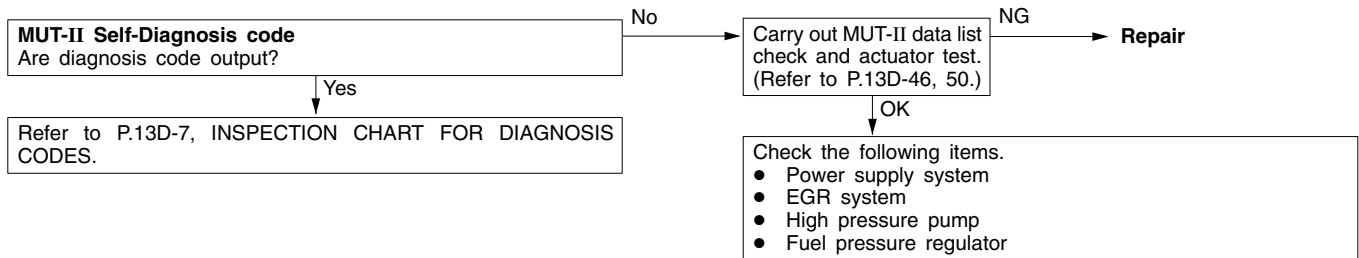 MUT-II Self-Diagnosis code
Are diagnosis code output?
No
Carry out MUT-II data list
check and actuator test.
(Refer to P.13D-46, 50.)
NG
Repair
Yes
OK
Refer to P.13D-7, INSPECTION CHART FOR DIAGNOSIS
CODES.
Check the following items.
● Power supply system
● EGR system
● High pressure pump
● Fuel pressure regulator